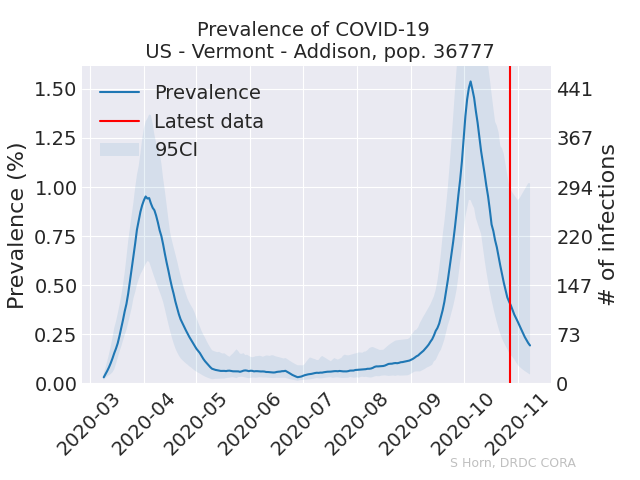 Prevalence of COVID-19
US - Vermont - Addison, pop. 36777
Prevalence
Latest data
95CI
Prevalence (%)
1.50
1.25
1.00
0.75
0.50
0.25
0.00
441
367
294
220
147
73
0
# of infections
2020-03
2020-04
2020-05
2020-06
2020-07
2020-08
2020-09
2020-10
2020-11
S Horn, DRDC CORA